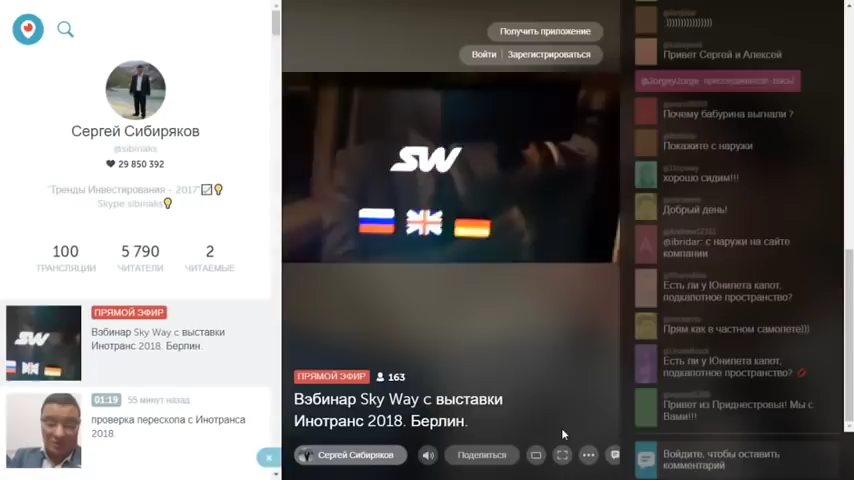 Сергей Сибиряков
@sibiriaks
29 850 392
"Тренды Инвестирования – 2017"
Skype:sibiriaks
100
5 790
2
ТРАНСЛЯЦИИ
ЧИТАТЕЛИ
ЧИТАЕМЫЕ
ПРЯМОЙ ЭФИР
Вэбинар Sky Way с
выставки
Инотранс 2018. Берлин.
01:19 55 минут назад
проверка перескопа с Инотранса
2018.
Получить приложение
Войти | Зарегистрироваться
SW
ПРЯМОЙ ЭФИР
163
Вэбинар Sky Way с выставки
Инотранс 2018. Берлин.
Сергей Сибиряков
Поделиться
)))))))))))))))))
Привет Сергей и Алексей
@JorgeyJorge
Почему бабурина выгнали ?
Покажите с наружи
хорошо сидим!!!
Добрый день!
@ibridar: с наружи на сайте
компании
Есть ли у Юнилета капот,
подкапотное пространство?
Прям как в частном самолете)))
Есть ли у Юнилета капот,
подкапотное пространство?
Привет из Приднестровья! Мы с
Вами!!!
Войдите, чтобы оставить
комментарий